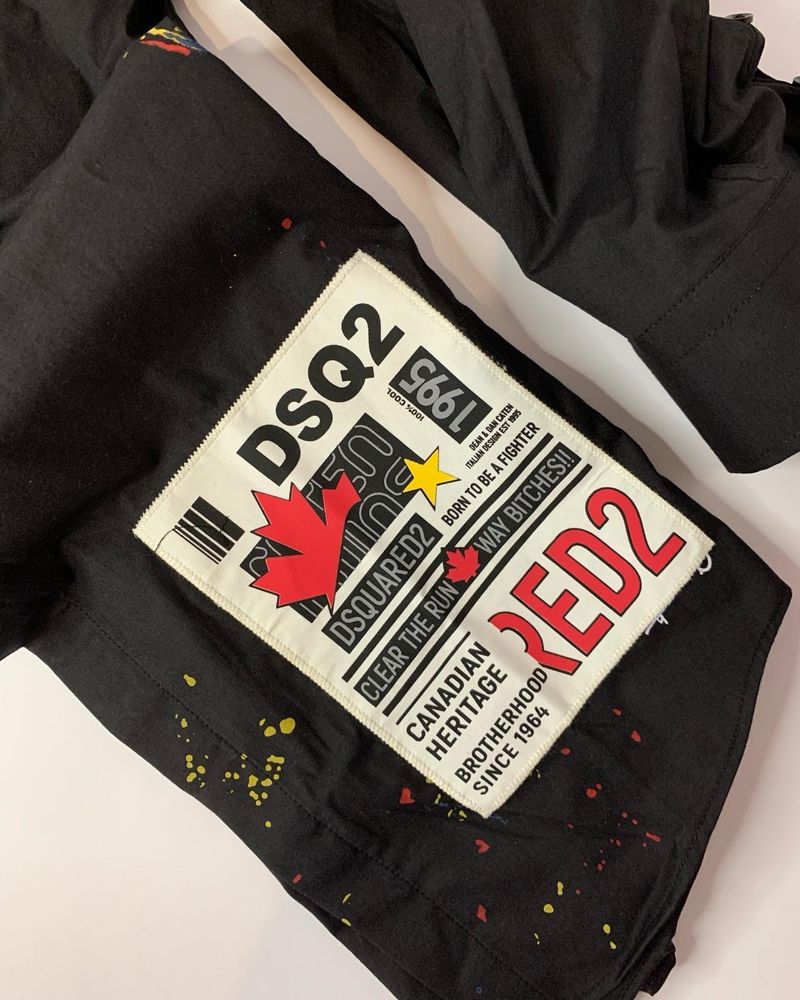 DSQ2
1995
100% COOL
DEAN & DAN CATEN
ITALIAN DESIGN EST 1995
BORN TO BE A FIGHTER
DSQUARED2
CLEAR THE RUN WAY BITCHES!!
RED2
CANADIAN
HERITAGE
BROTHERHOOD
SINCE 1964